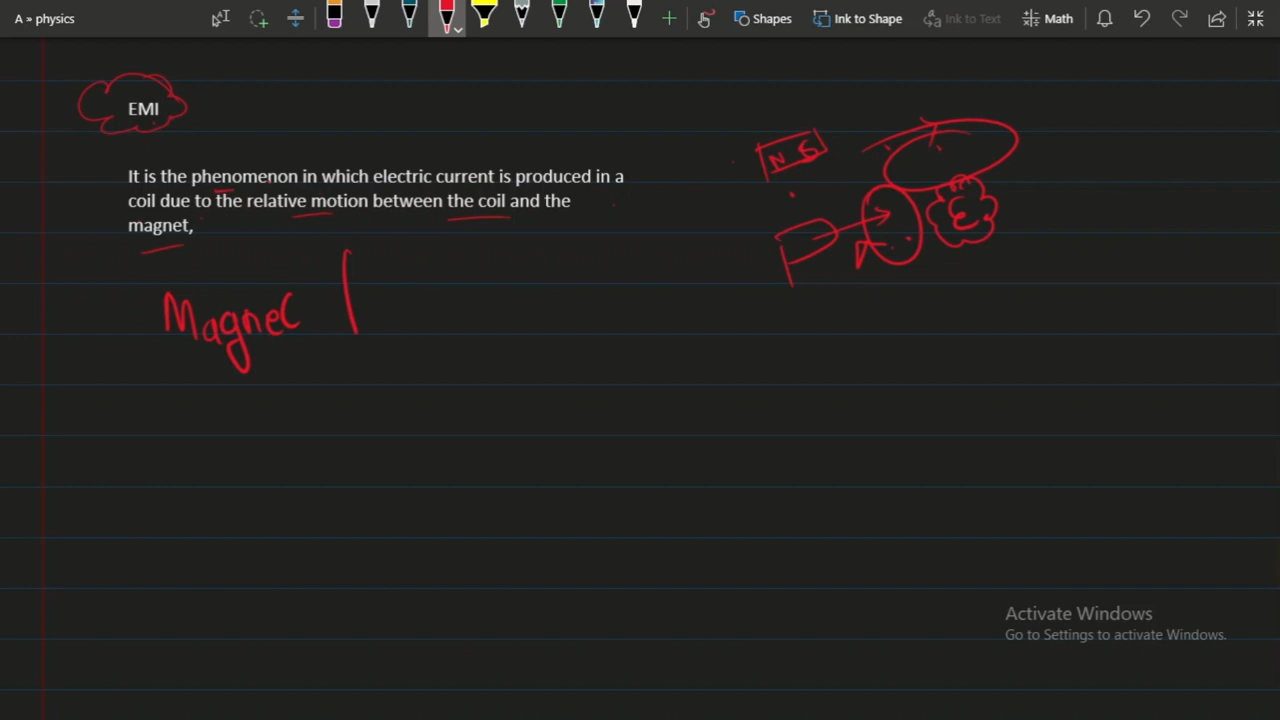 A » physics
Shapes
Ink to Shape
Ink to Text
Math
EMI
It is the phenomenon in which electric current is produced in a
coil due to the relative motion between the coil and the
magnet,
N S
ε
Magnet
Activate Windows
Go to Settings to activate Windows.